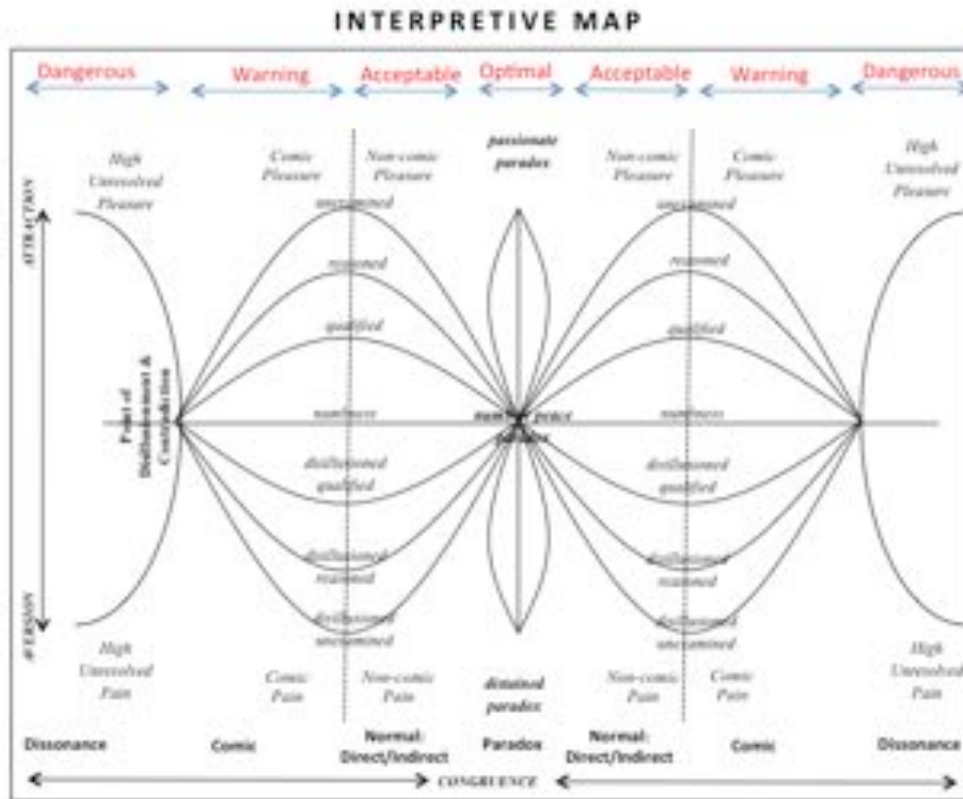 INTERPRETIVE MAP
Dangerous Warning Acceptable Optimal Acceptable Warning Dangerous
High
Unresolved
Pleasure
Comic
Pleasure
Non-comic
Pleasure
passionate
paradox
Non-comic
Pleasure
Comic
Pleasure
High
Unresolved
Pleasure
ATTRACTION
AVERSION
Point of
Disillusionment &
Contradiction
unexamined
reasoned
qualified
numbness
disillusioned
qualified
disillusioned
reasoned
disillusioned
unexamined
peace
paradox
unexamined
reasoned
qualified
numbness
disillusioned
qualified
disillusioned
reasoned
disillusioned
unexamined
High
Unresolved
Pain
Comic
Pain
Non-comic
Pain
distained
paradox
Non-comic
Pain
Comic
Pain
High
Unresolved
Pain
Dissonance
Comic
Normal:
Direct/Indirect
Paradox
Normal:
Direct/Indirect
Comic
Dissonance
CONGRUENCE